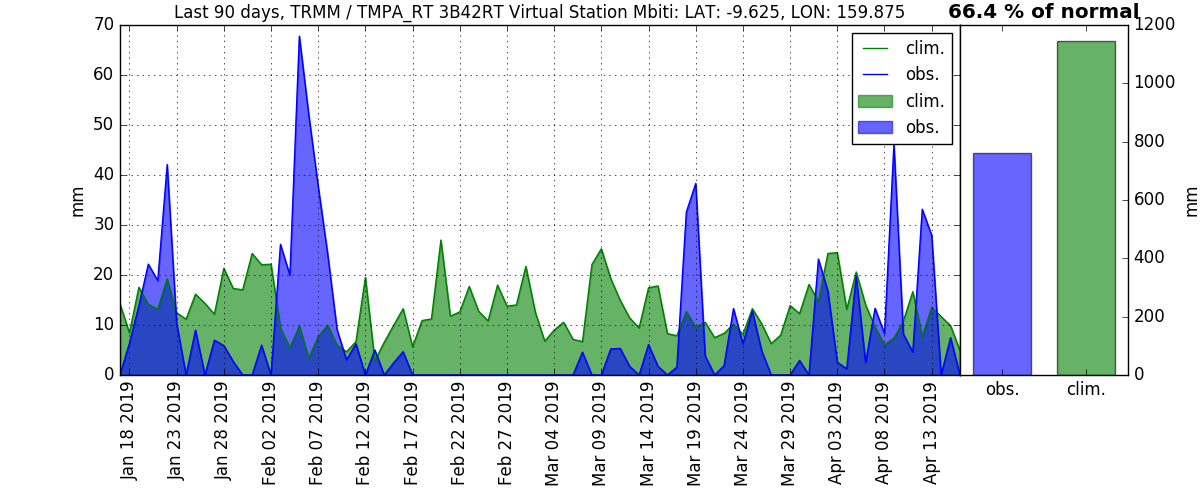 Last 90 days, TRMM / TMPA_RT 3B42RT Virtual Station Mbiti: LAT: -9.625, LON: 159.875
66.4 % of normal
70
60
50
40
30
20
10
0
mm
clim.
obs.
clim.
obs.
Jan 18 2019
Jan 23 2019
Jan 28 2019
Feb 02 2019
Feb 07 2019
Feb 12 2019
Feb 17 2019
Feb 22 2019
Feb 27 2019
Mar 04 2019
Mar 09 2019
Mar 14 2019
Mar 19 2019
Mar 24 2019
Mar 29 2019
Apr 03 2019
Apr 08 2019
Apr 13 2019
obs.
clim.
1200
1000
800
600
400
200
0
mm